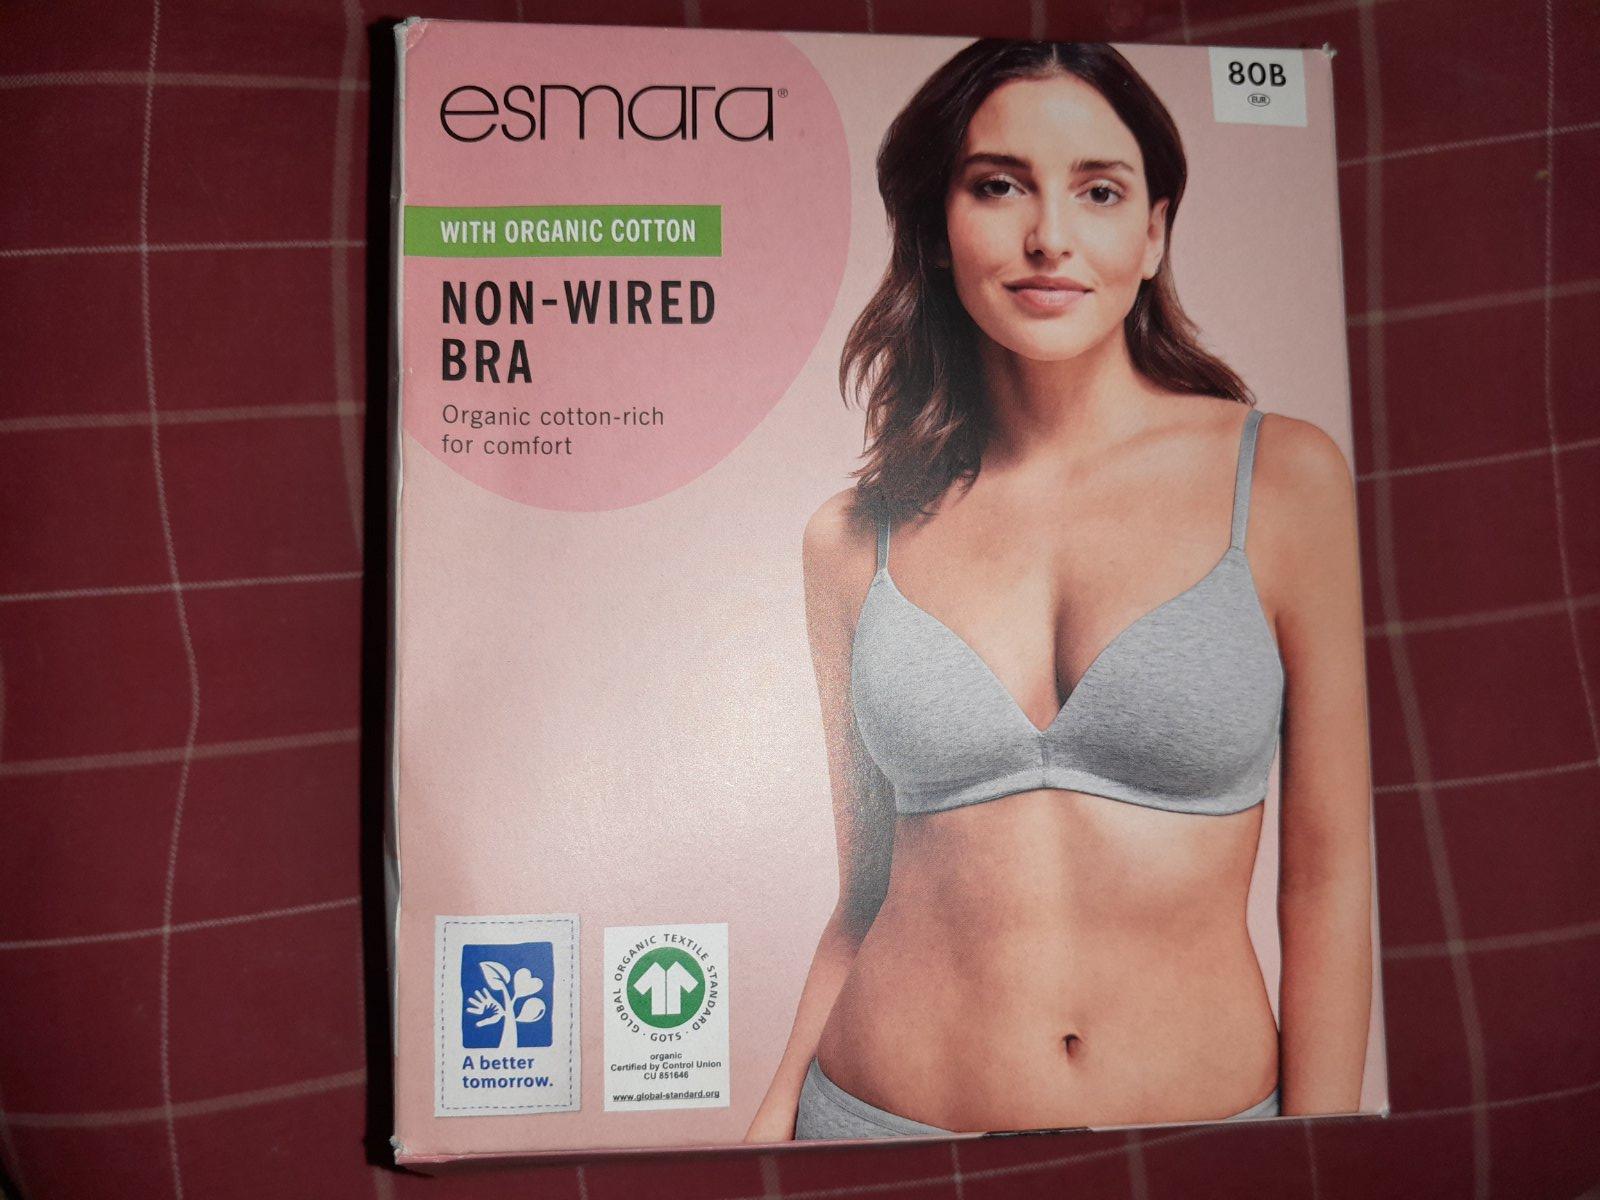 esmara®
80B
EUR
WITH ORGANIC COTTON
NON-WIRED
BRA
Organic cotton-rich
for comfort
A better
tomorrow.
GLOBAL ORGANIC TEXTILE STANDARD
· GOTS ·
organic
Certified by Control Union
CU 851646
www.global-standard.org